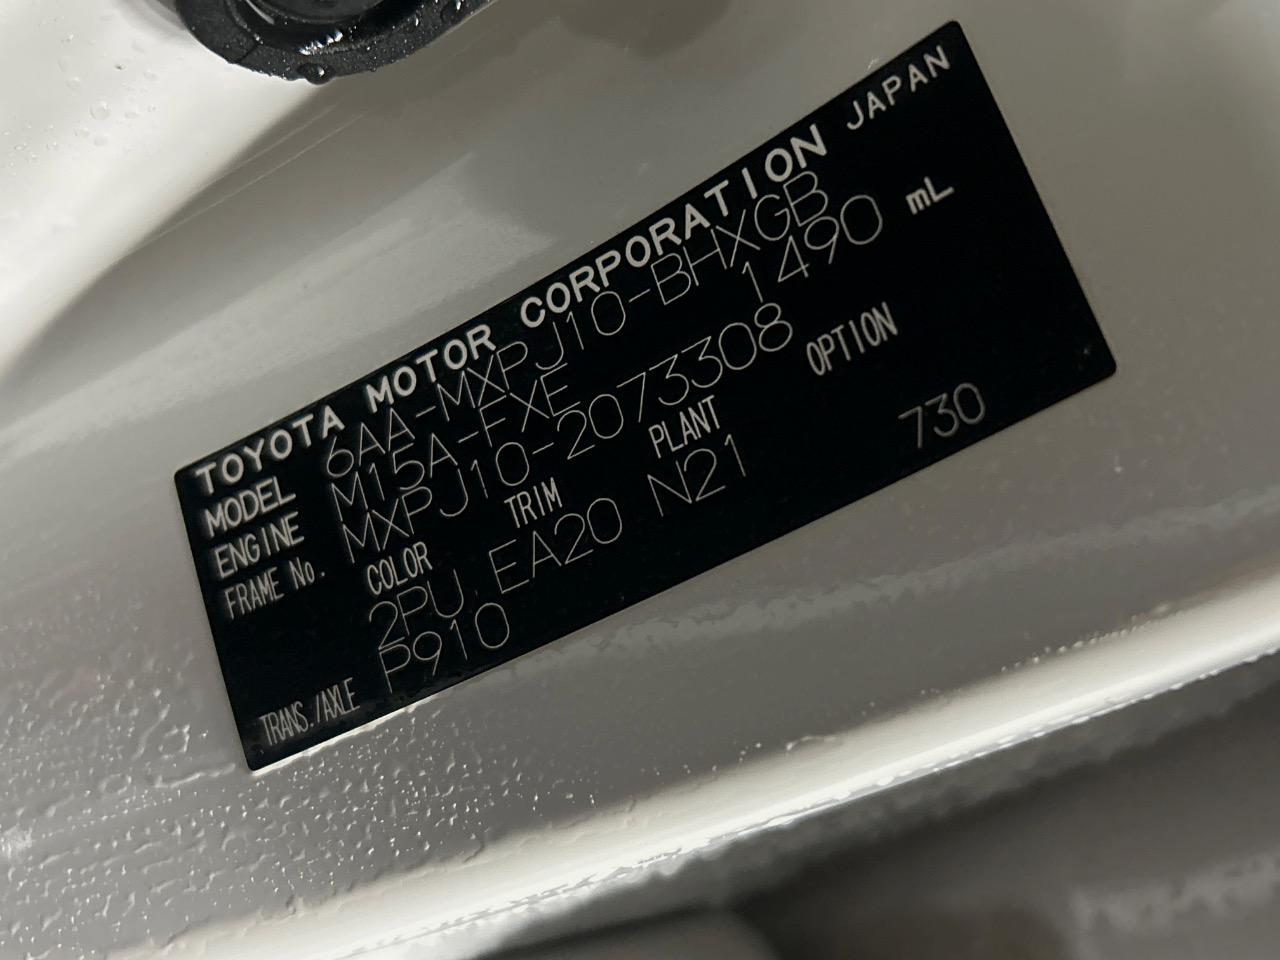 TOYOTA MOTOR CORPORATION JAPAN
MODEL 6AA-MXPJ10-BHXGB
ENGINE M15A-FXE 1490 mL
FRAME No. MXPJ10-2073308
COLOR TRIM PLANT OPTION
2PU EA20 N21 730
TRANS./AXLE P910